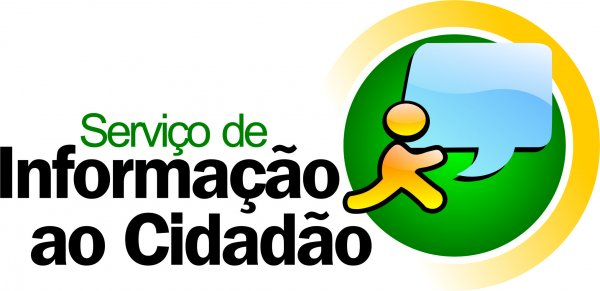 Serviço de
Informação
ao Cidadão